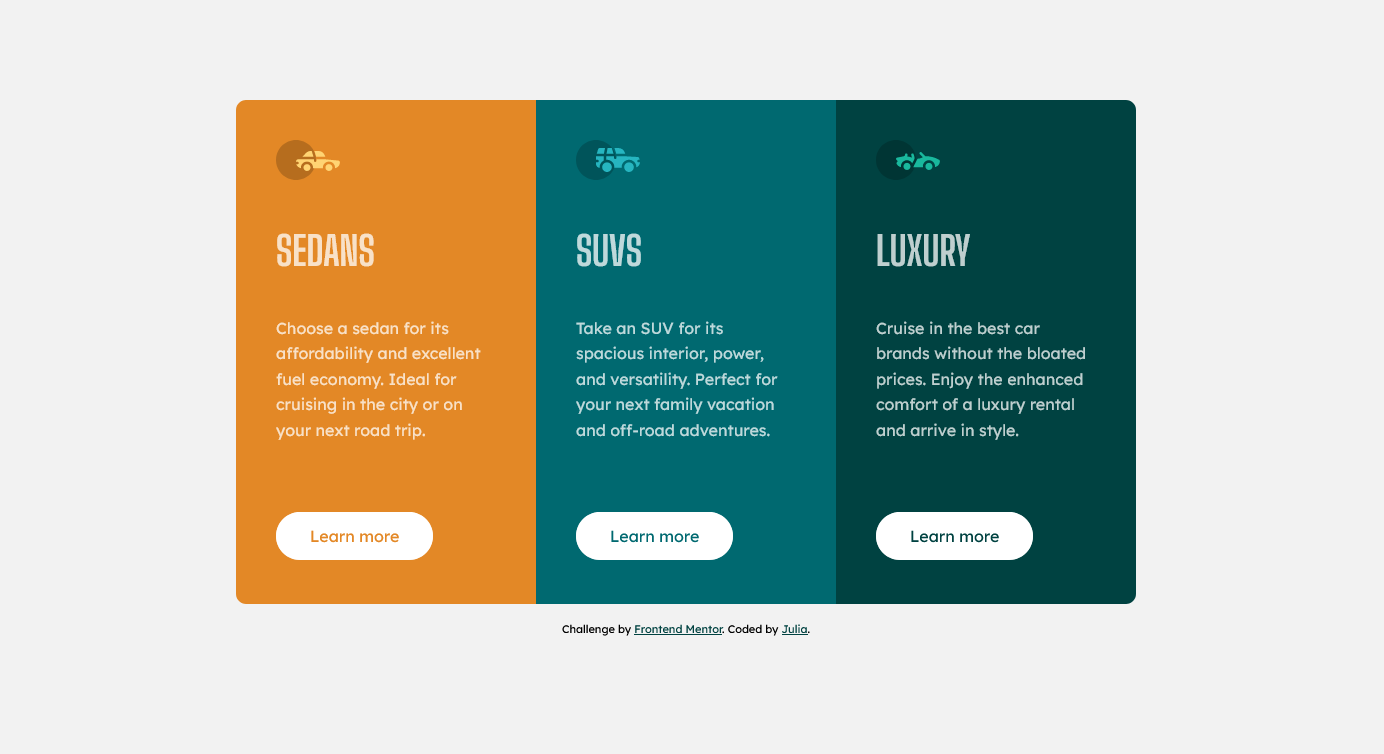 SEDANS
Choose a sedan for its
affordability and excellent
fuel economy. Ideal for
cruising in the city or on
your next road trip.
Learn more
SUVS
Take an SUV for its
spacious interior, power,
and versatility. Perfect for
your next family vacation
and off-road adventures.
Learn more
LUXURY
Cruise in the best car
brands without the bloated
prices. Enjoy the enhanced
comfort of a luxury rental
and arrive in style.
Learn more
Challenge by Frontend Mentor. Coded by Julia.